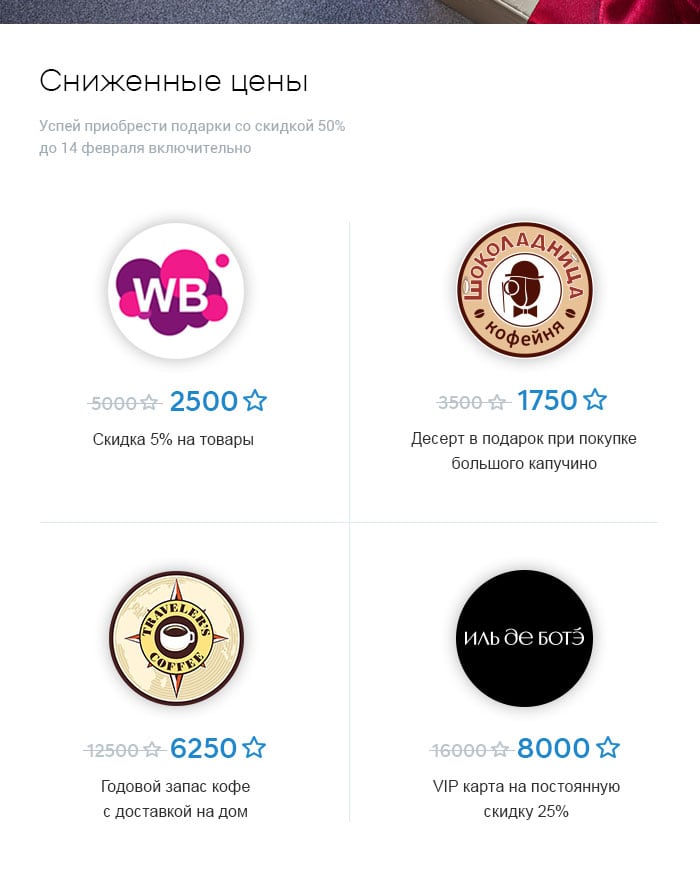 Сниженные цены
Успей приобрести подарки со скидкой 50%
до 14 февраля включительно
WB
5000 2500
Скидка 5% на товары
ШОКОЛАДНИЦА
кофейня
3500 1750
Десерт в подарок при покупке
большого капучино
TRAVELER'S
COFFEE
12500 6250
Годовой запас кофе
с доставкой на дом
ИЛЬ де БОТЭ
16000 8000
VIP карта на постоянную
скидку 25%